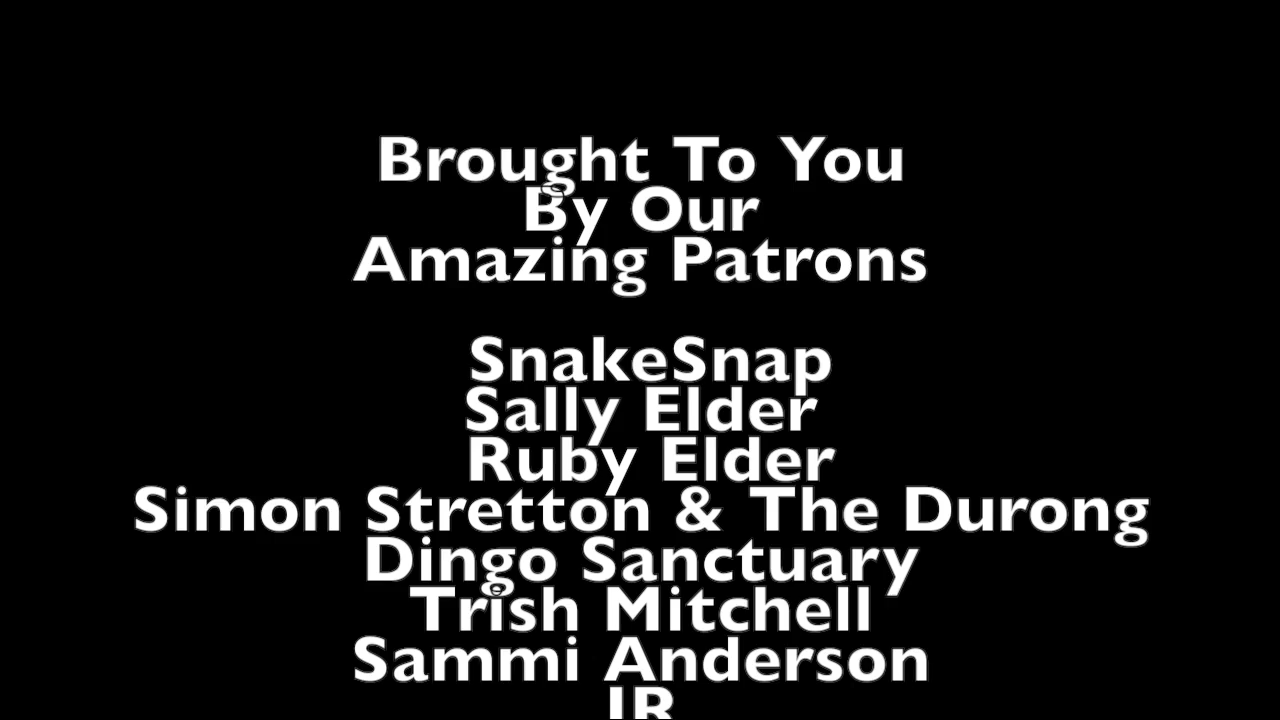 Brought To You
By Our
Amazing Patrons
SnakeSnap
Sally Elder
Ruby Elder
Simon Stretton & The Durong
Dingo Sanctuary
Trish Mitchell
Sammi Anderson